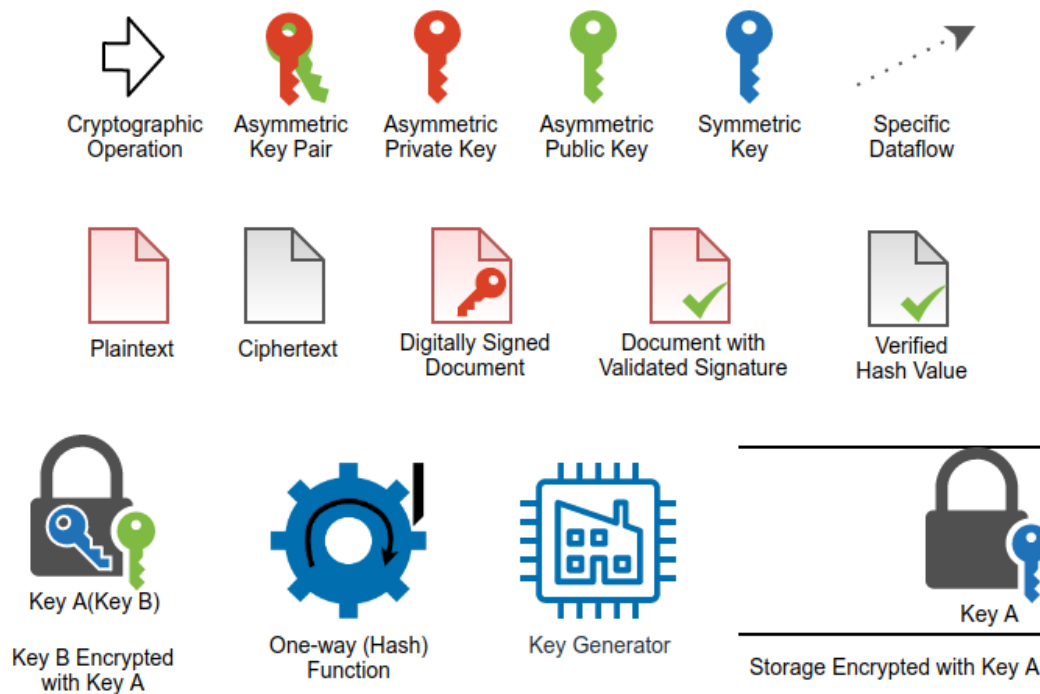 Cryptographic
Operation
Asymmetric
Key Pair
Asymmetric
Private Key
Asymmetric
Public Key
Symmetric
Key
Specific
Dataflow
Plaintext
Ciphertext
Digitally Signed
Document
Document with
Validated Signature
Verified
Hash Value
Key A(Key B)
Key B Encrypted
with Key A
One-way (Hash)
Function
Key Generator
Key A
Storage Encrypted with Key A